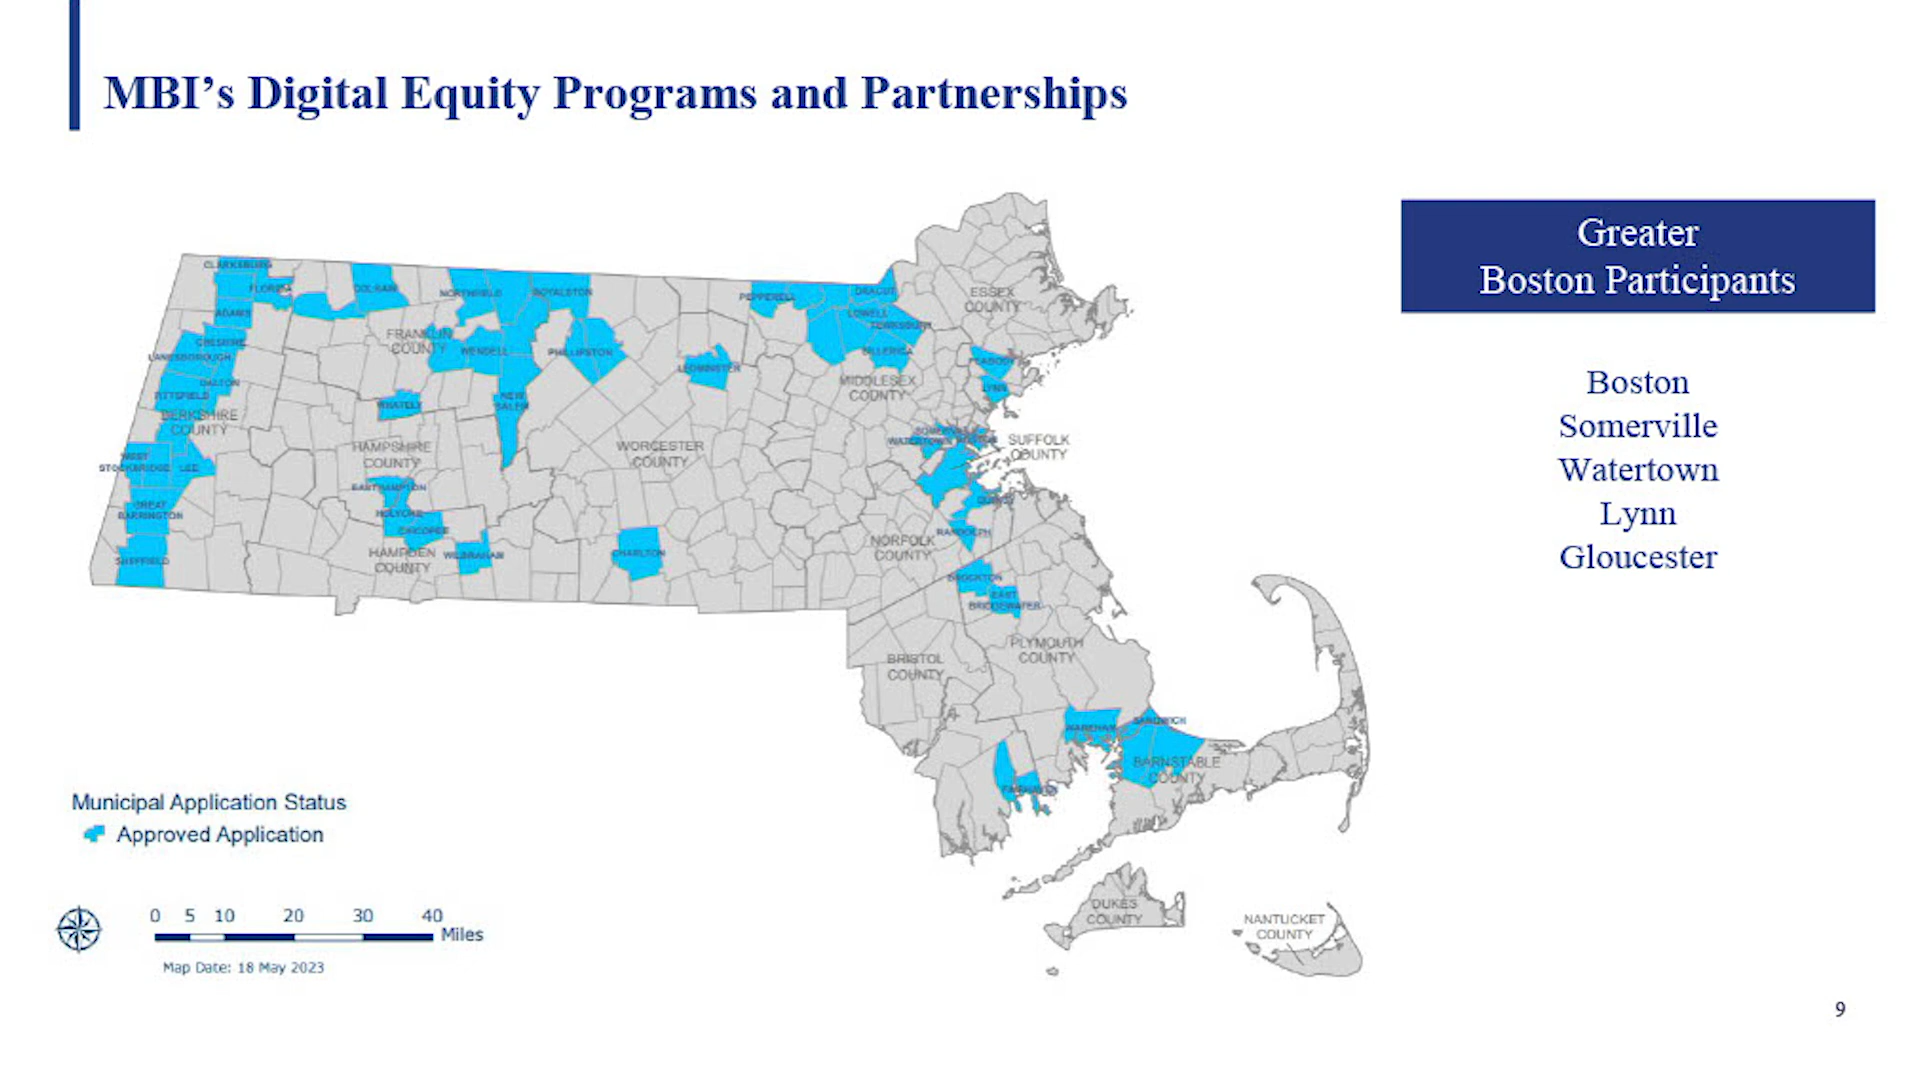 MBI's Digital Equity Programs and Partnerships
Greater
Boston Participants
Boston
Somerville
Watertown
Lynn
Gloucester
CLARKSBURG
FLORIDA
COLRAIN
NORTHFIELD
ROYALSTON
PEPPERELL
DRACUT
ESSEX
COUNTY
ADAMS
LOWELL
TEWKSBURY
CHESHIRE
LANESBOROUGH
FRANKLIN
COUNTY
WENDELL
PHILLIPSTON
LEOMINSTER
BILLERICA
PEABODY
DALTON
PITTSFIELD
MIDDLESEX
COUNTY
LYNN
BERKSHIRE
COUNTY
WHATELY
NEW
SALEM
HAMPSHIRE
COUNTY
WORCESTER
COUNTY
SOMERVILLE
WATERTOWN
BOSTON
SUFFOLK
COUNTY
WEST
STOCKBRIDGE
LEE
EASTHAMPTON
QUINCY
GREAT
BARRINGTON
HOLYOKE
CHICOPEE
RANDOLPH
NORFOLK
COUNTY
SHEFFIELD
HAMPDEN
COUNTY
WILBRAHAM
CHARLTON
BROCKTON
EAST
BRIDGEWATER
PLYMOUTH
COUNTY
BRISTOL
COUNTY
WAREHAM
SANDWICH
BARNSTABLE
COUNTY
FAIRHAVEN
DUKES
COUNTY
NANTUCKET
COUNTY
Municipal Application Status
Approved Application
0 5 10 20 30 40
Miles
Map Date: 18 May 2023
9